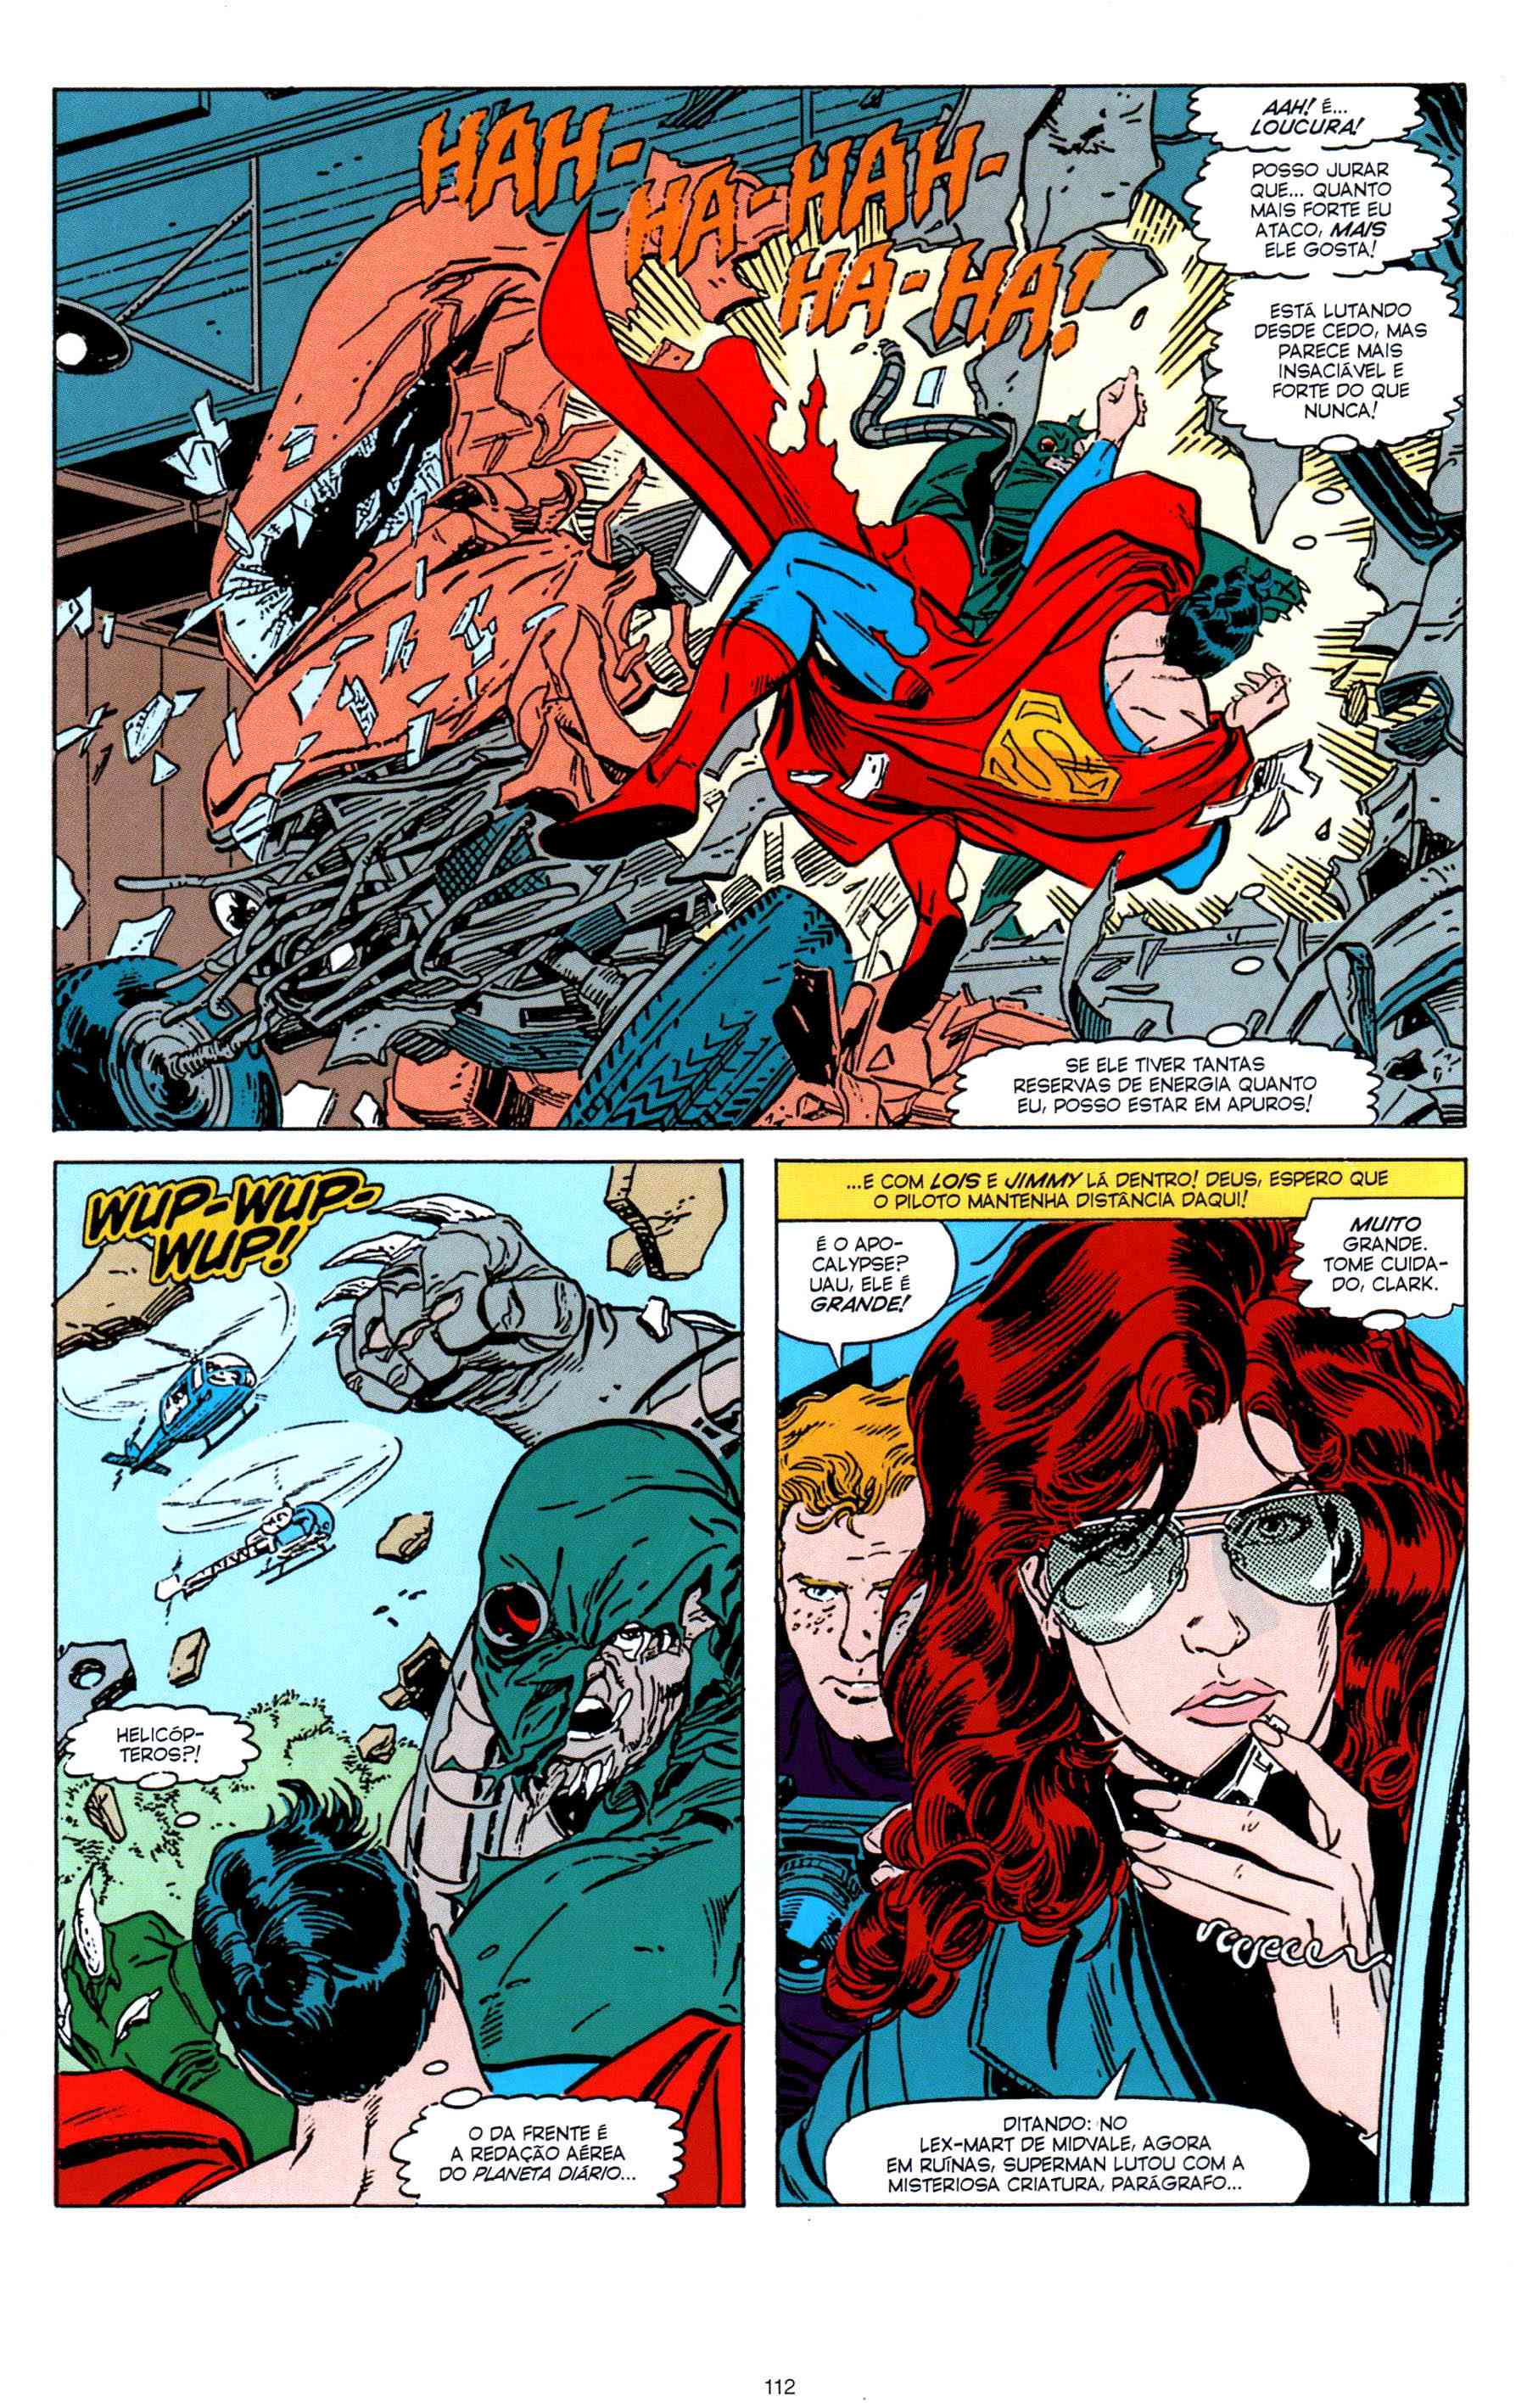 HAH-
HA-HAH-
HA-HA!
AAH! É...
LOUCURA!
POSSO JURAR
QUE... QUANTO
MAIS FORTE EU
ATACO, MAIS
ELE GOSTA!
ESTÁ LUTANDO
DESDE CEDO, MAS
PARECE MAIS
INSACIÁVEL E
FORTE DO QUE
NUNCA!
SE ELE TIVER TANTAS
RESERVAS DE ENERGIA QUANTO
EU, POSSO ESTAR EM APUROS!
WUP-WUP-
WUP!
HELICÓP-
TEROS?!
O DA FRENTE É
A REDAÇÃO AÉREA
DO PLANETA DIÁRIO...
...E COM LOIS E JIMMY LÁ DENTRO! DEUS, ESPERO QUE
O PILOTO MANTENHA DISTÂNCIA DAQUI!
É O APO-
CALYPSE?
UAU, ELE É
GRANDE!
MUITO
GRANDE.
TOME CUIDA-
DO, CLARK.
DITANDO: NO
LEX-MART DE MIDVALE, AGORA
EM RUÍNAS, SUPERMAN LUTOU COM A
MISTERIOSA CRIATURA, PARÁGRAFO...
112